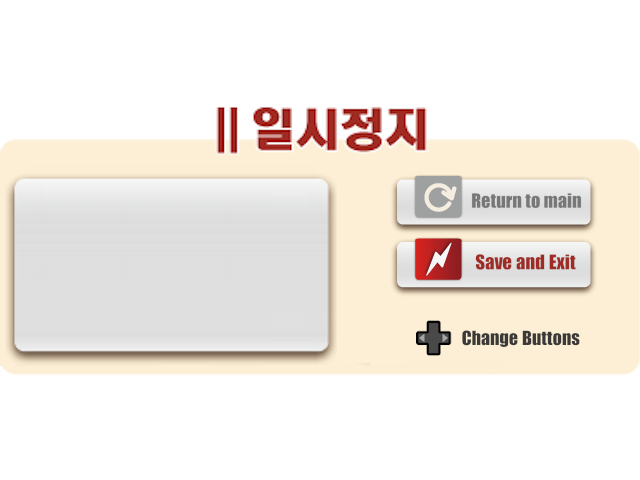 일시정지
Return to main
Save and Exit
Change Buttons